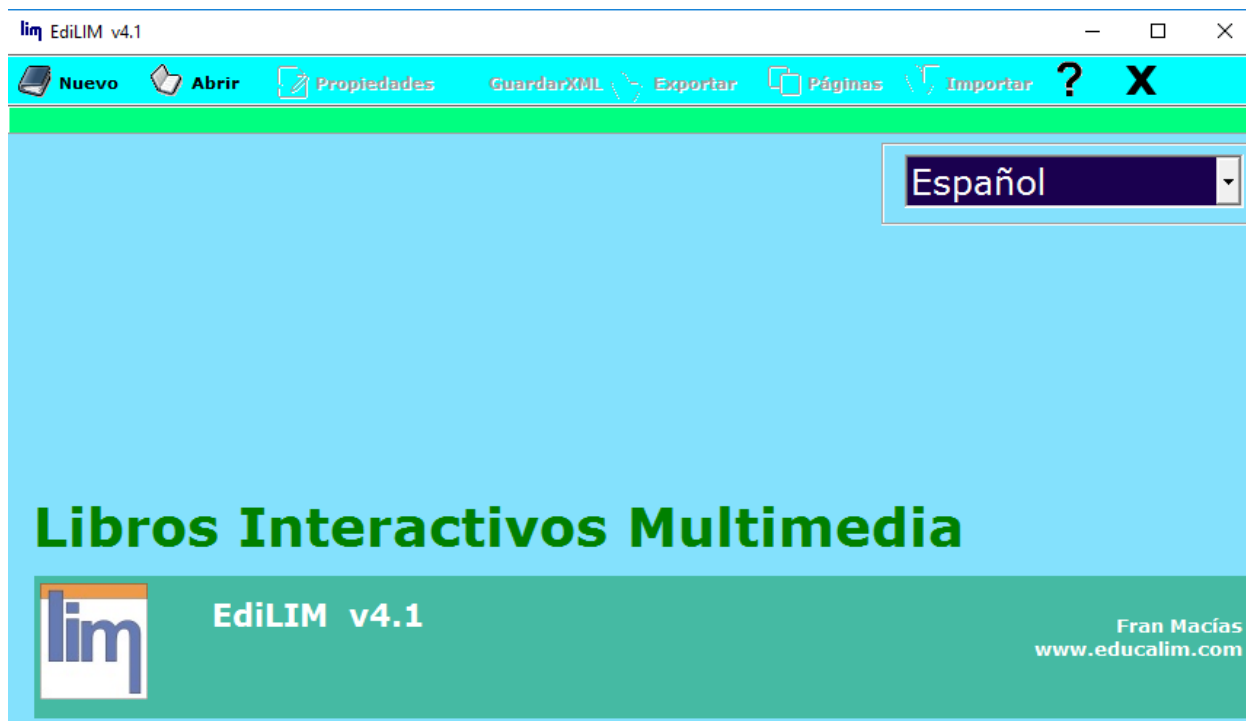 lim EdiLIM v4.1
Nuevo Abrir Propiedades GuardarXML Exportar Páginas Importar ? X
Español
Libros Interactivos Multimedia
lim EdiLIM v4.1
Fran Macías
www.educalim.com